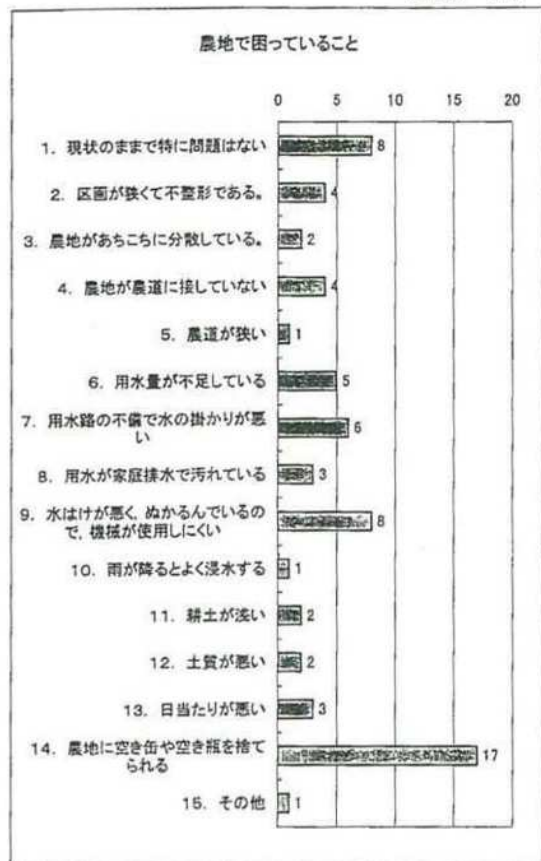 農地で困っていること
0 5 10 15 20
1. 現状のままで特に問題はない 8
2. 区画が狭くて不整形である。 4
3. 農地があちこちに分散している。 2
4. 農地が農道に接していない 4
5. 農道が狭い 1
6. 用水量が不足している 5
7. 用水路の不備で水の掛かりが悪
い 6
8. 用水が家庭排水で汚れている 3
9. 水はけが悪く, ぬかるんでいるの
で, 機械が使用しにくい 8
10. 雨が降るとよく浸水する 1
11. 耕土が浅い 2
12. 土質が悪い 2
13. 日当たりが悪い 3
14. 農地に空き缶や空き瓶を捨て
られる 17
15. その他 1